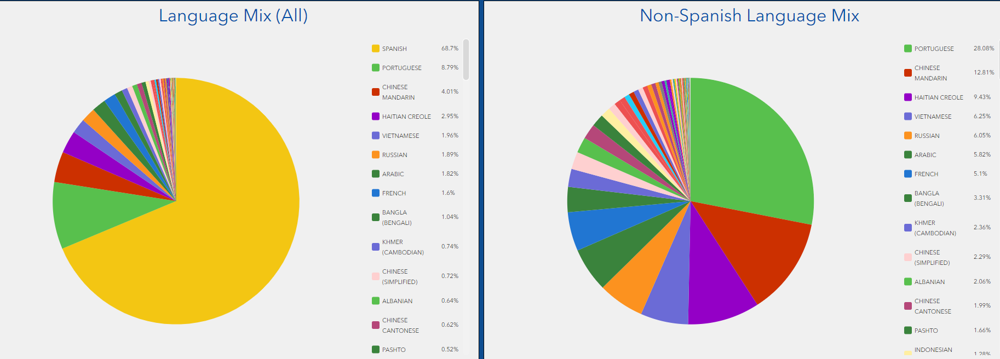 Language Mix (All)
SPANISH 68.7%
PORTUGUESE 8.79%
CHINESE
MANDARIN 4.01%
HAITIAN CREOLE 2.95%
VIETNAMESE 1.96%
RUSSIAN 1.89%
ARABIC 1.82%
FRENCH 1.6%
BANGLA
(BENGALI) 1.04%
KHMER
(CAMBODIAN) 0.74%
CHINESE
(SIMPLIFIED) 0.72%
ALBANIAN 0.64%
CHINESE
CANTONESE 0.62%
PASHTO 0.52%
Non-Spanish Language Mix
PORTUGUESE 28.08%
CHINESE
MANDARIN 12.81%
HAITIAN CREOLE 9.43%
VIETNAMESE 6.25%
RUSSIAN 6.05%
ARABIC 5.82%
FRENCH 5.1%
BANGLA
(BENGALI) 3.31%
KHMER
(CAMBODIAN) 2.36%
CHINESE
(SIMPLIFIED) 2.29%
ALBANIAN 2.06%
CHINESE
CANTONESE 1.99%
PASHTO 1.66%
INDONESIAN 1.28%